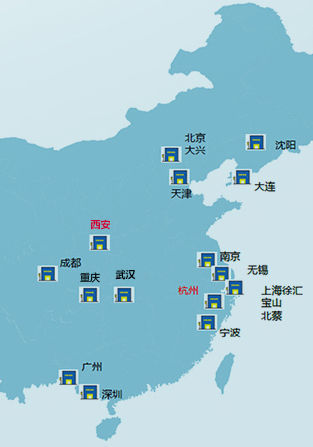 北京
大兴
沈阳
天津
大连
西安
成都
重庆
武汉
南京
无锡
杭州
上海徐汇
宝山
北蔡
宁波
广州
深圳